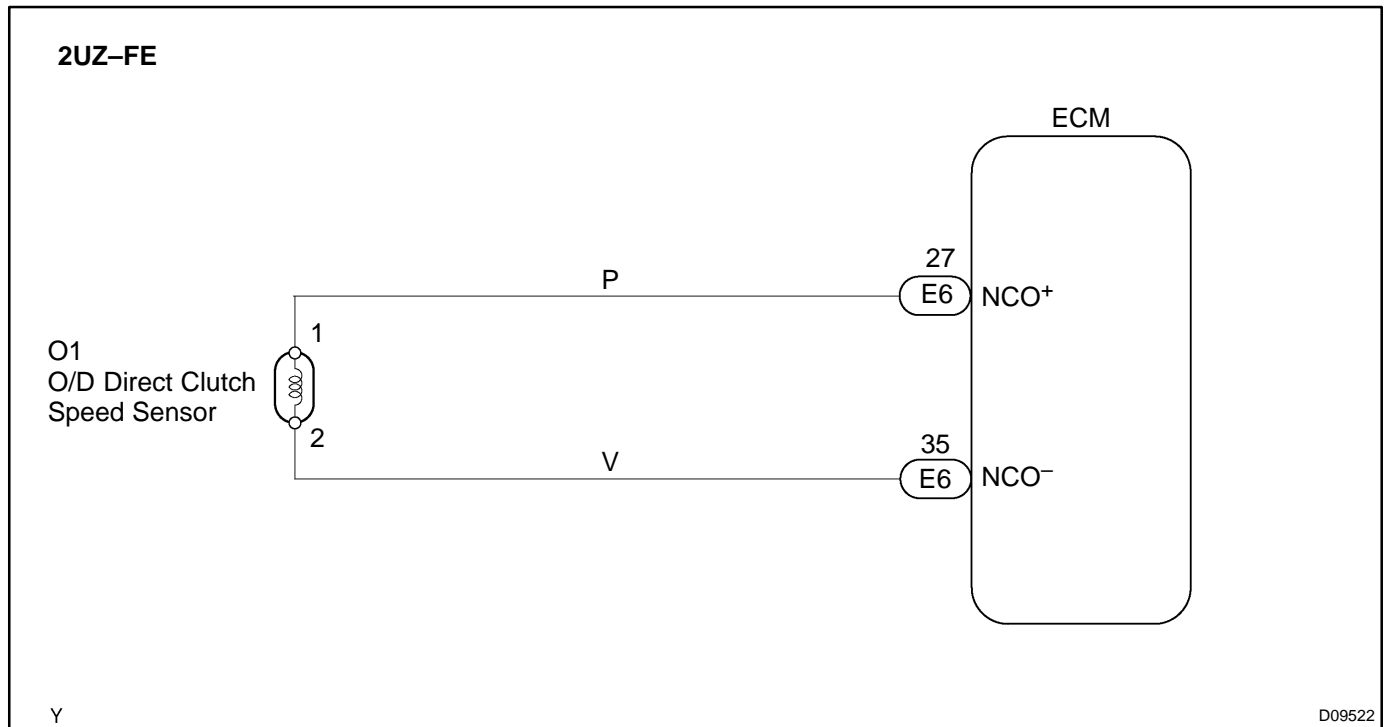 2UZ–FE
ECM
P
27
E6
NCO+
1
O1
O/D Direct Clutch
Speed Sensor
2
V
35
E6
NCO–
Y
D09522